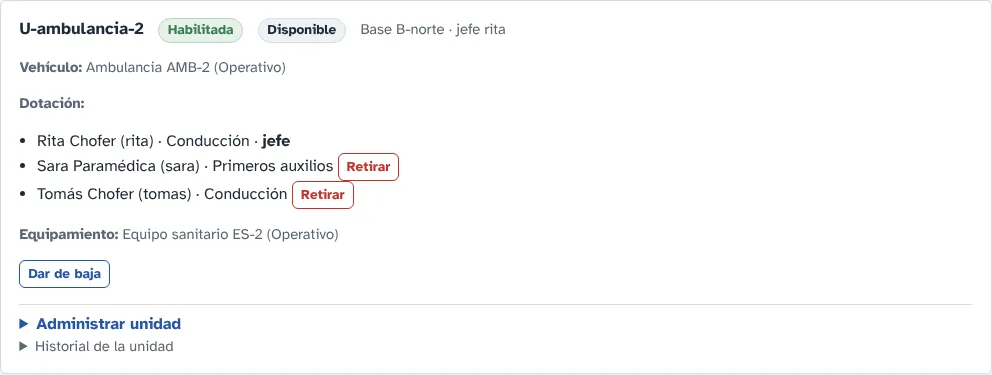 U-ambulancia-2 Habilitada Disponible Base B-norte · jefe rita
Vehículo: Ambulancia AMB-2 (Operativo)
Dotación:
• Rita Chofer (rita) · Conducción · jefe
• Sara Paramédica (sara) · Primeros auxilios Retirar
• Tomás Chofer (tomas) · Conducción Retirar
Equipamiento: Equipo sanitario ES-2 (Operativo)
Dar de baja
▶ Administrar unidad
▶ Historial de la unidad